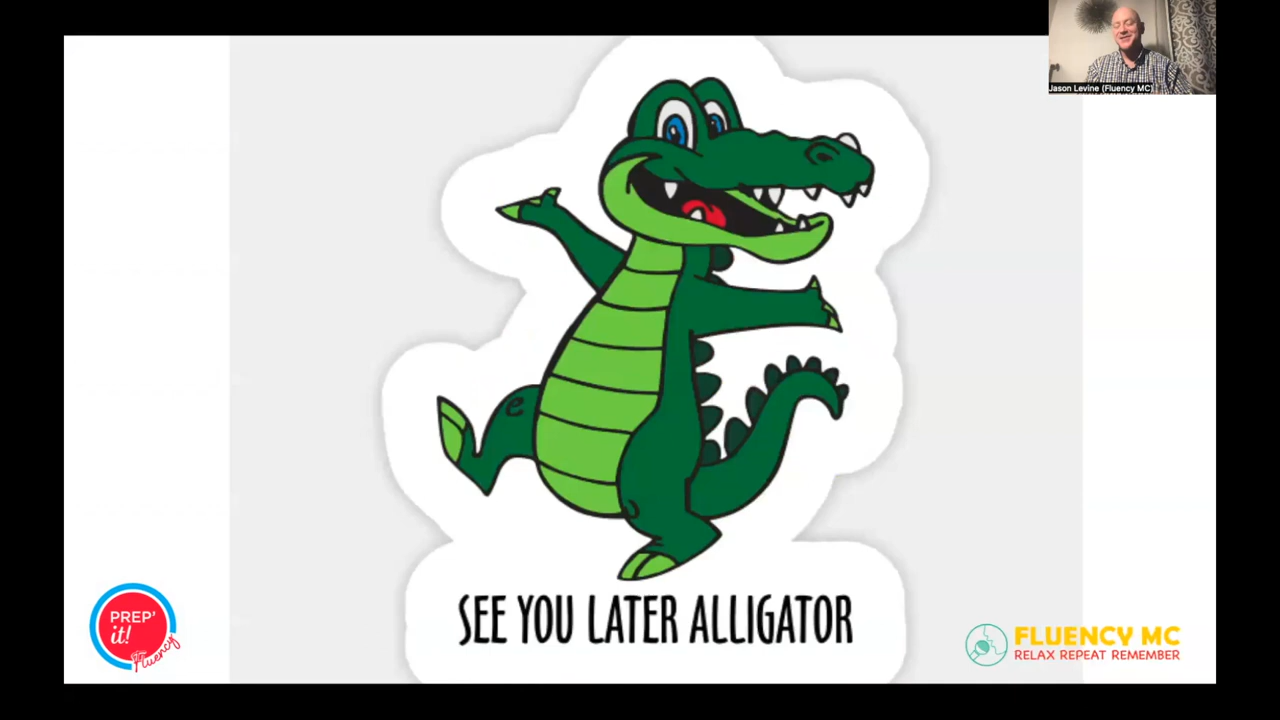 Jason Levine (Fluency MC)
SEE YOU LATER ALLIGATOR
PREP'
it!
Fluency
FLUENCY MC
RELAX REPEAT REMEMBER